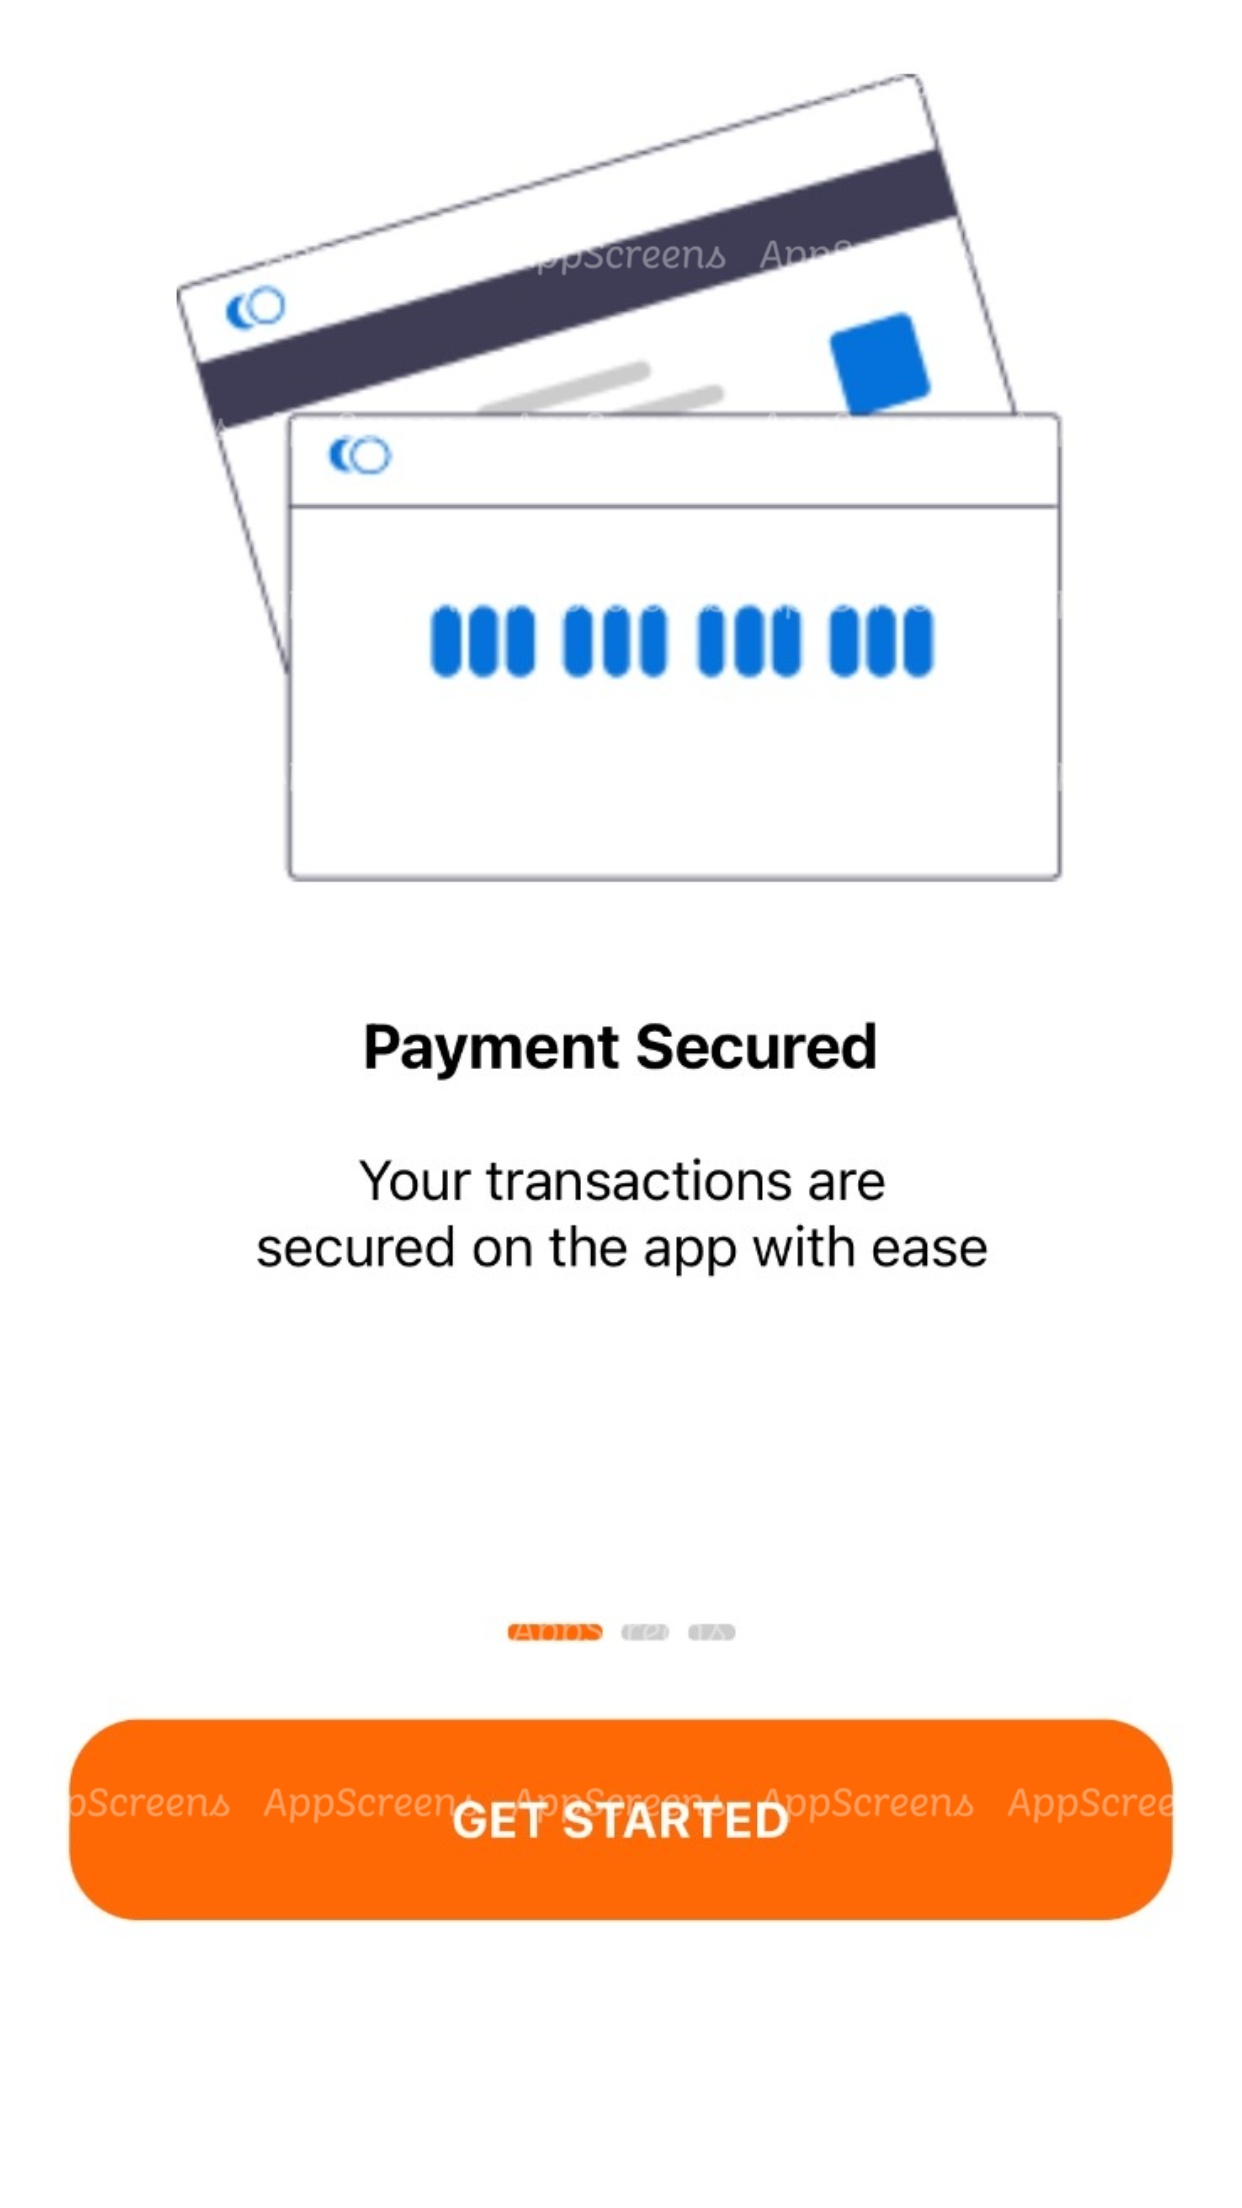 ppScreens AppS
Payment Secured
Your transactions are
secured on the app with ease
AppScreens
pScreens AppScreens AppScreens AppScreens AppScree
GET STARTED